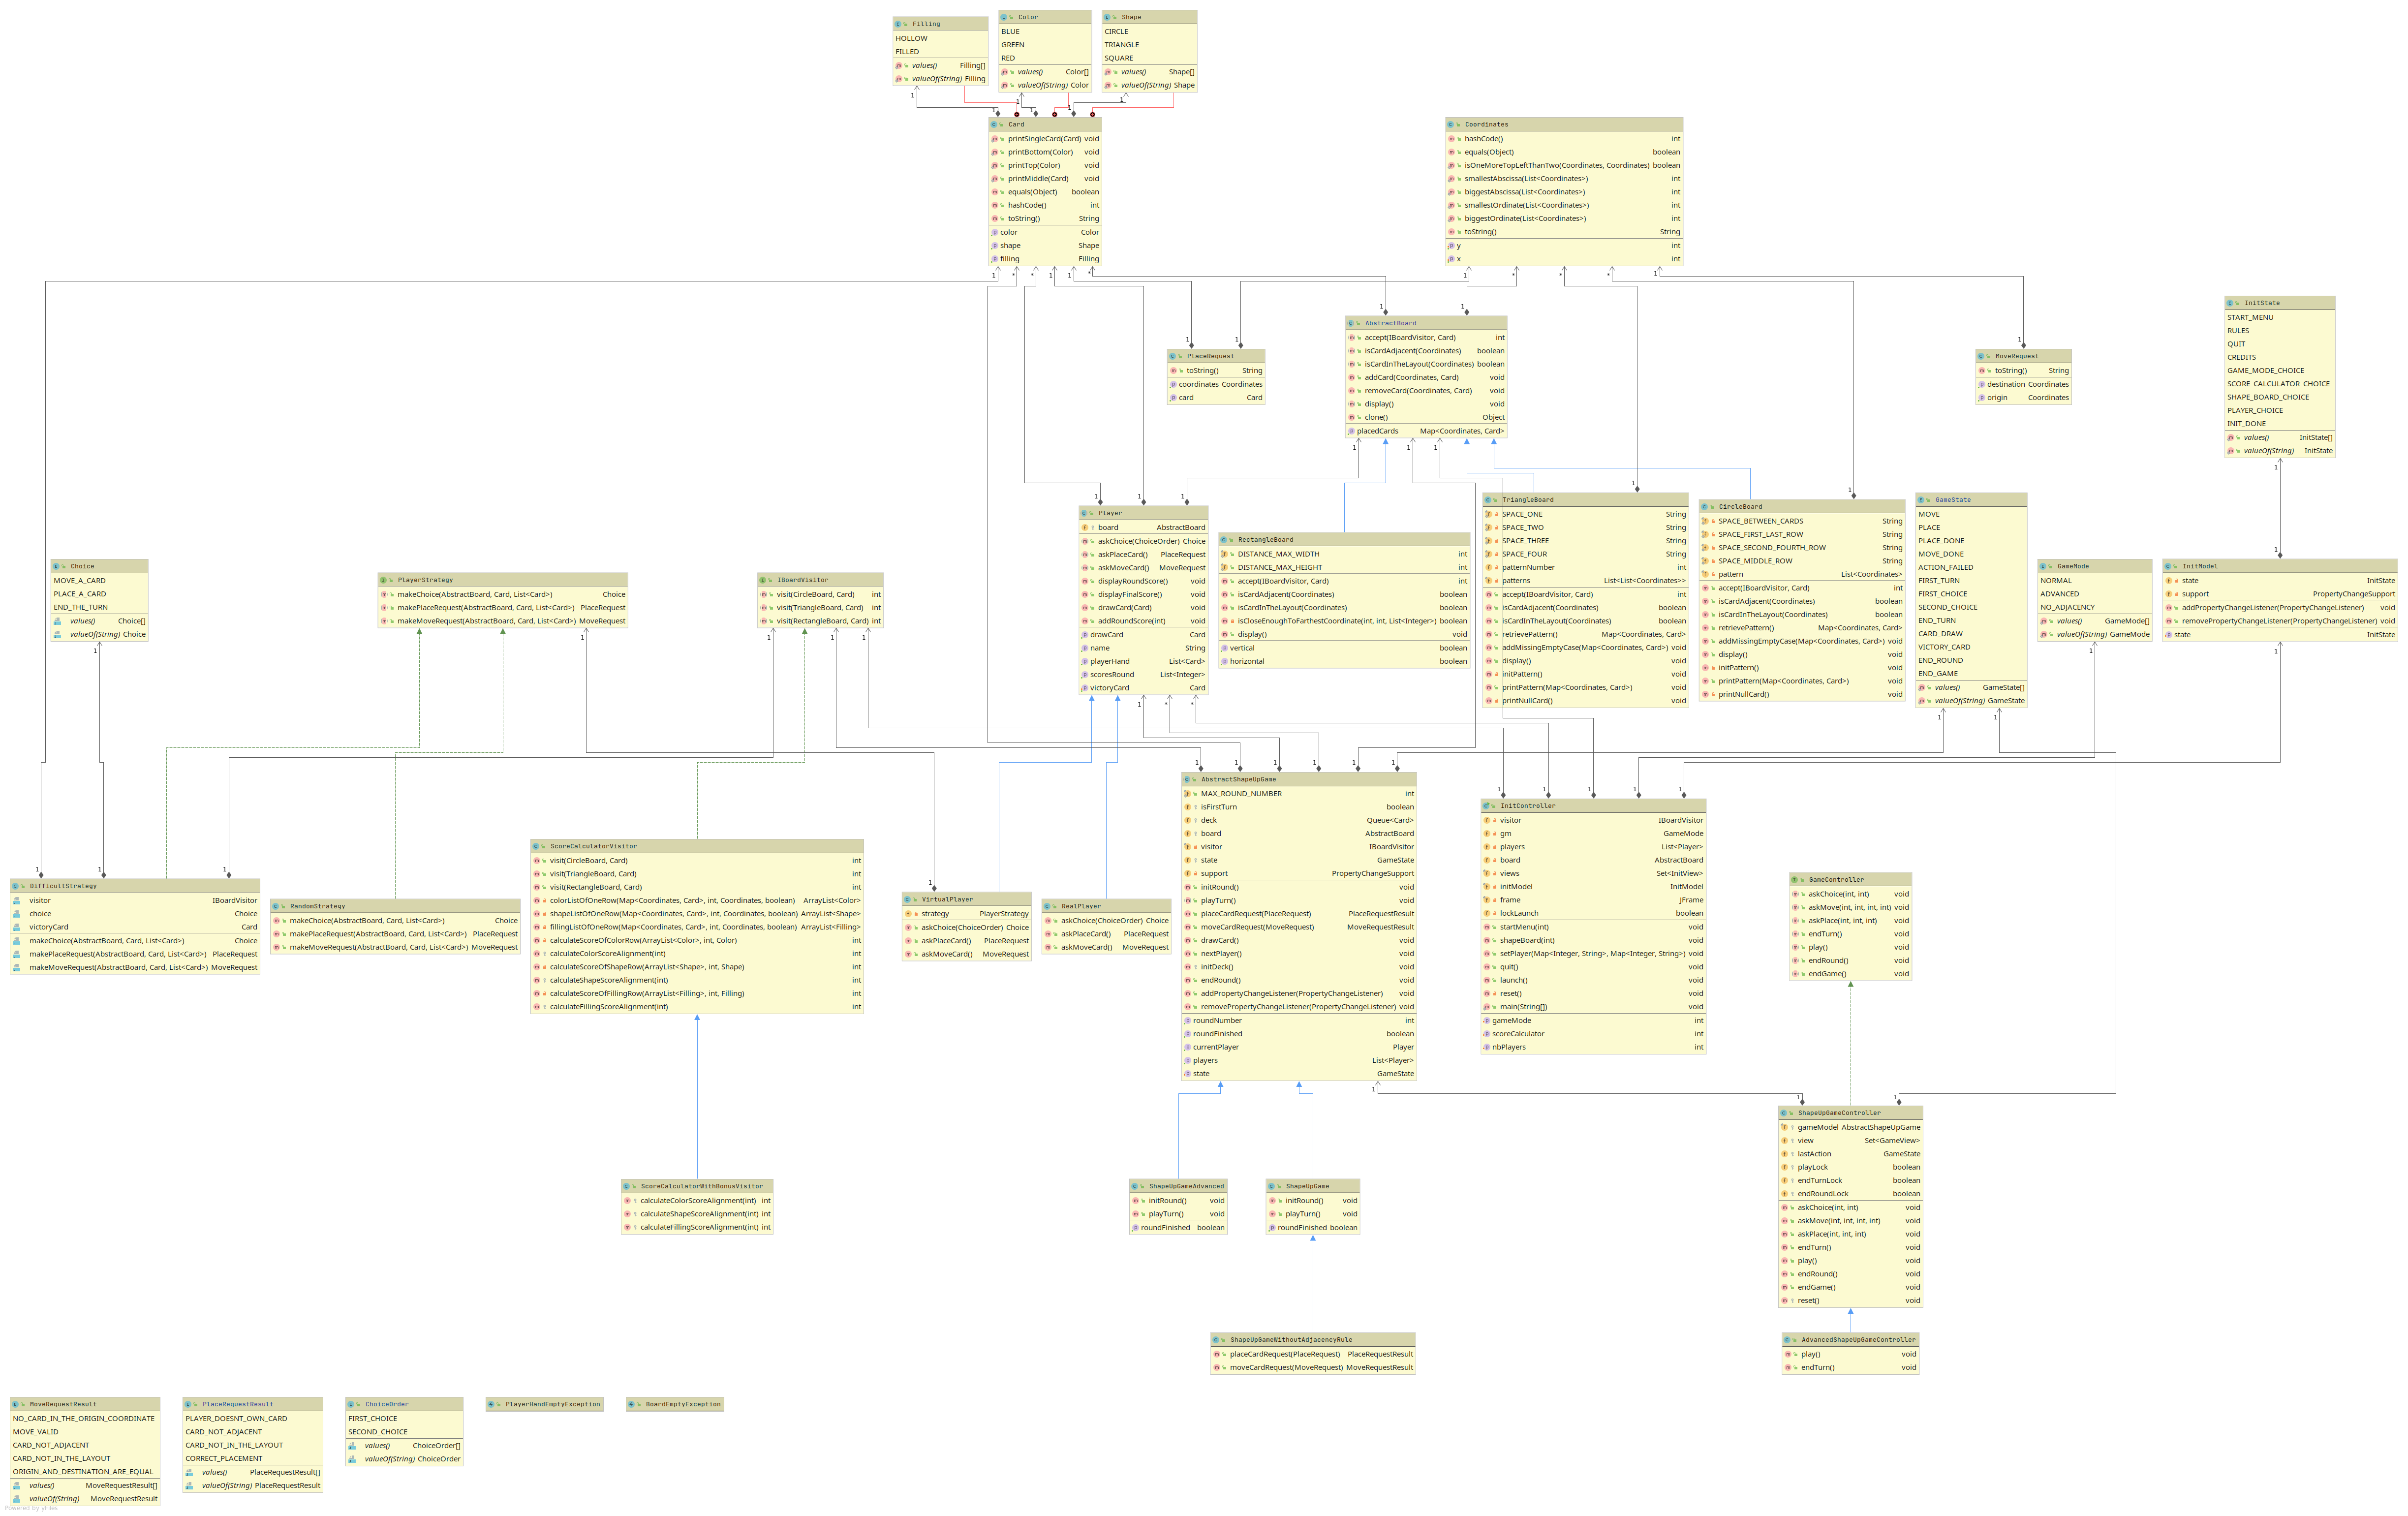 Filling
HOLLOW
FILLED
values() Filling[]
valueOf(String) Filling
Color
BLUE
GREEN
RED
values() Color[]
valueOf(String) Color
Shape
CIRCLE
TRIANGLE
SQUARE
values() Shape[]
valueOf(String) Shape
Card
printSingleCard(Card) void
printBottom(Color) void
printTop(Color) void
printMiddle(Card) void
equals(Object) boolean
hashCode() int
toString() String
color Color
shape Shape
filling Filling
Coordinates
hashCode() int
equals(Object) boolean
isOneMoreTopLeftThanTwo(Coordinates, Coordinates) boolean
smallestAbscissa(List<Coordinates>) int
biggestAbscissa(List<Coordinates>) int
smallestOrdinate(List<Coordinates>) int
biggestOrdinate(List<Coordinates>) int
toString() String
y int
x int
AbstractBoard
accept(IBoardVisitor, Card) int
isCardAdjacent(Coordinates) boolean
isCardInTheLayout(Coordinates) boolean
addCard(Coordinates, Card) void
removeCard(Coordinates, Card) void
display() void
clone() Object
placedCards Map<Coordinates, Card>
PlaceRequest
toString() String
coordinates Coordinates
card Card
MoveRequest
toString() String
destination Coordinates
origin Coordinates
InitState
START_MENU
RULES
QUIT
CREDITS
GAME_MODE_CHOICE
SCORE_CALCULATOR_CHOICE
SHAPE_BOARD_CHOICE
PLAYER_CHOICE
INIT_DONE
values() InitState[]
valueOf(String) InitState
Choice
MOVE_A_CARD
PLACE_A_CARD
END_THE_TURN
values() Choice[]
valueOf(String) Choice
PlayerStrategy
makeChoice(AbstractBoard, Card, List<Card>) Choice
makePlaceRequest(AbstractBoard, Card, List<Card>) PlaceRequest
makeMoveRequest(AbstractBoard, Card, List<Card>) MoveRequest
IBoardVisitor
visit(CircleBoard, Card) int
visit(TriangleBoard, Card) int
visit(RectangleBoard, Card) int
Player
board AbstractBoard
askChoice(ChoiceOrder) Choice
askPlaceCard() PlaceRequest
askMoveCard() MoveRequest
displayRoundScore() void
displayFinalScore() void
drawCard(Card) void
addRoundScore(int) void
drawCard Card
name String
playerHand List<Card>
scoresRound List<Integer>
victoryCard Card
RectangleBoard
DISTANCE_MAX_WIDTH int
DISTANCE_MAX_HEIGHT int
accept(IBoardVisitor, Card) int
isCardAdjacent(Coordinates) boolean
isCardInTheLayout(Coordinates) boolean
isCloseEnoughToFarthestCoordinate(int, int, List<Integer>) boolean
display() void
vertical boolean
horizontal boolean
TriangleBoard
SPACE_ONE String
SPACE_TWO String
SPACE_THREE String
SPACE_FOUR String
patternNumber int
patterns List<List<Coordinates>>
accept(IBoardVisitor, Card) int
isCardAdjacent(Coordinates) boolean
isCardInTheLayout(Coordinates) boolean
retrievePattern() Map<Coordinates, Card>
addMissingEmptyCase(Map<Coordinates, Card>) void
display() void
initPattern() void
printPattern(Map<Coordinates, Card>) void
printNullCard() void
CircleBoard
SPACE_BETWEEN_CARDS String
SPACE_FIRST_LAST_ROW String
SPACE_SECOND_FOURTH_ROW String
SPACE_MIDDLE_ROW String
pattern List<Coordinates>
accept(IBoardVisitor, Card) int
isCardAdjacent(Coordinates) boolean
isCardInTheLayout(Coordinates) boolean
retrievePattern() Map<Coordinates, Card>
addMissingEmptyCase(Map<Coordinates, Card>) void
display() void
initPattern() void
printPattern(Map<Coordinates, Card>) void
printNullCard() void
GameState
MOVE
PLACE
PLACE_DONE
MOVE_DONE
ACTION_FAILED
FIRST_TURN
FIRST_CHOICE
SECOND_CHOICE
END_TURN
CARD_DRAW
VICTORY_CARD
END_ROUND
END_GAME
values() GameState[]
valueOf(String) GameState
GameMode
NORMAL
ADVANCED
NO_ADJACENCY
values() GameMode[]
valueOf(String) GameMode
InitModel
state InitState
support PropertyChangeSupport
addPropertyChangeListener(PropertyChangeListener) void
removePropertyChangeListener(PropertyChangeListener) void
state InitState
DifficultStrategy
visitor IBoardVisitor
choice Choice
victoryCard Card
makeChoice(AbstractBoard, Card, List<Card>) Choice
makePlaceRequest(AbstractBoard, Card, List<Card>) PlaceRequest
makeMoveRequest(AbstractBoard, Card, List<Card>) MoveRequest
RandomStrategy
makeChoice(AbstractBoard, Card, List<Card>) Choice
makePlaceRequest(AbstractBoard, Card, List<Card>) PlaceRequest
makeMoveRequest(AbstractBoard, Card, List<Card>) MoveRequest
ScoreCalculatorVisitor
visit(CircleBoard, Card) int
visit(TriangleBoard, Card) int
visit(RectangleBoard, Card) int
colorListOfOneRow(Map<Coordinates, Card>, int, Coordinates, boolean) ArrayList<Color>
shapeListOfOneRow(Map<Coordinates, Card>, int, Coordinates, boolean) ArrayList<Shape>
fillingListOfOneRow(Map<Coordinates, Card>, int, Coordinates, boolean) ArrayList<Filling>
calculateScoreOfColorRow(ArrayList<Color>, int, Color) int
calculateColorScoreAlignment(int) int
calculateScoreOfShapeRow(ArrayList<Shape>, int, Shape) int
calculateShapeScoreAlignment(int) int
calculateScoreOfFillingRow(ArrayList<Filling>, int, Filling) int
calculateFillingScoreAlignment(int) int
VirtualPlayer
strategy PlayerStrategy
askChoice(ChoiceOrder) Choice
askPlaceCard() PlaceRequest
askMoveCard() MoveRequest
RealPlayer
askChoice(ChoiceOrder) Choice
askPlaceCard() PlaceRequest
askMoveCard() MoveRequest
AbstractShapeUpGame
MAX_ROUND_NUMBER int
isFirstTurn boolean
deck Queue<Card>
board AbstractBoard
visitor IBoardVisitor
state GameState
support PropertyChangeSupport
initRound() void
playTurn() void
placeCardRequest(PlaceRequest) PlaceRequestResult
moveCardRequest(MoveRequest) MoveRequestResult
drawCard() void
nextPlayer() void
initDeck() void
endRound() void
addPropertyChangeListener(PropertyChangeListener) void
removePropertyChangeListener(PropertyChangeListener) void
roundNumber int
roundFinished boolean
currentPlayer Player
players List<Player>
state GameState
InitController
visitor IBoardVisitor
gm GameMode
players List<Player>
board AbstractBoard
views Set<InitView>
initModel InitModel
frame JFrame
lockLaunch boolean
startMenu(int) void
shapeBoard(int) void
setPlayer(Map<Integer, String>, Map<Integer, String>) void
quit() void
launch() void
reset() void
main(String[]) void
gameMode int
scoreCalculator int
nbPlayers int
GameController
askChoice(int, int) void
askMove(int, int, int, int) void
askPlace(int, int, int) void
endTurn() void
play() void
endRound() void
endGame() void
ShapeUpGameController
gameModel AbstractShapeUpGame
view Set<GameView>
lastAction GameState
playLock boolean
endTurnLock boolean
endRoundLock boolean
askChoice(int, int) void
askMove(int, int, int, int) void
askPlace(int, int, int) void
endTurn() void
play() void
endRound() void
endGame() void
reset() void
ScoreCalculatorWithBonusVisitor
calculateColorScoreAlignment(int) int
calculateShapeScoreAlignment(int) int
calculateFillingScoreAlignment(int) int
ShapeUpGameAdvanced
initRound() void
playTurn() void
roundFinished boolean
ShapeUpGame
initRound() void
playTurn() void
roundFinished boolean
ShapeUpGameWithoutAdjacencyRule
placeCardRequest(PlaceRequest) PlaceRequestResult
moveCardRequest(MoveRequest) MoveRequestResult
AdvancedShapeUpGameController
play() void
endTurn() void
MoveRequestResult
NO_CARD_IN_THE_ORIGIN_COORDINATE
MOVE_VALID
CARD_NOT_ADJACENT
CARD_NOT_IN_THE_LAYOUT
ORIGIN_AND_DESTINATION_ARE_EQUAL
values() MoveRequestResult[]
valueOf(String) MoveRequestResult
PlaceRequestResult
PLAYER_DOESNT_OWN_CARD
CARD_NOT_ADJACENT
CARD_NOT_IN_THE_LAYOUT
CORRECT_PLACEMENT
values() PlaceRequestResult[]
valueOf(String) PlaceRequestResult
ChoiceOrder
FIRST_CHOICE
SECOND_CHOICE
values() ChoiceOrder[]
valueOf(String) ChoiceOrder
PlayerHandEmptyException
BoardEmptyException
Powered by yFiles